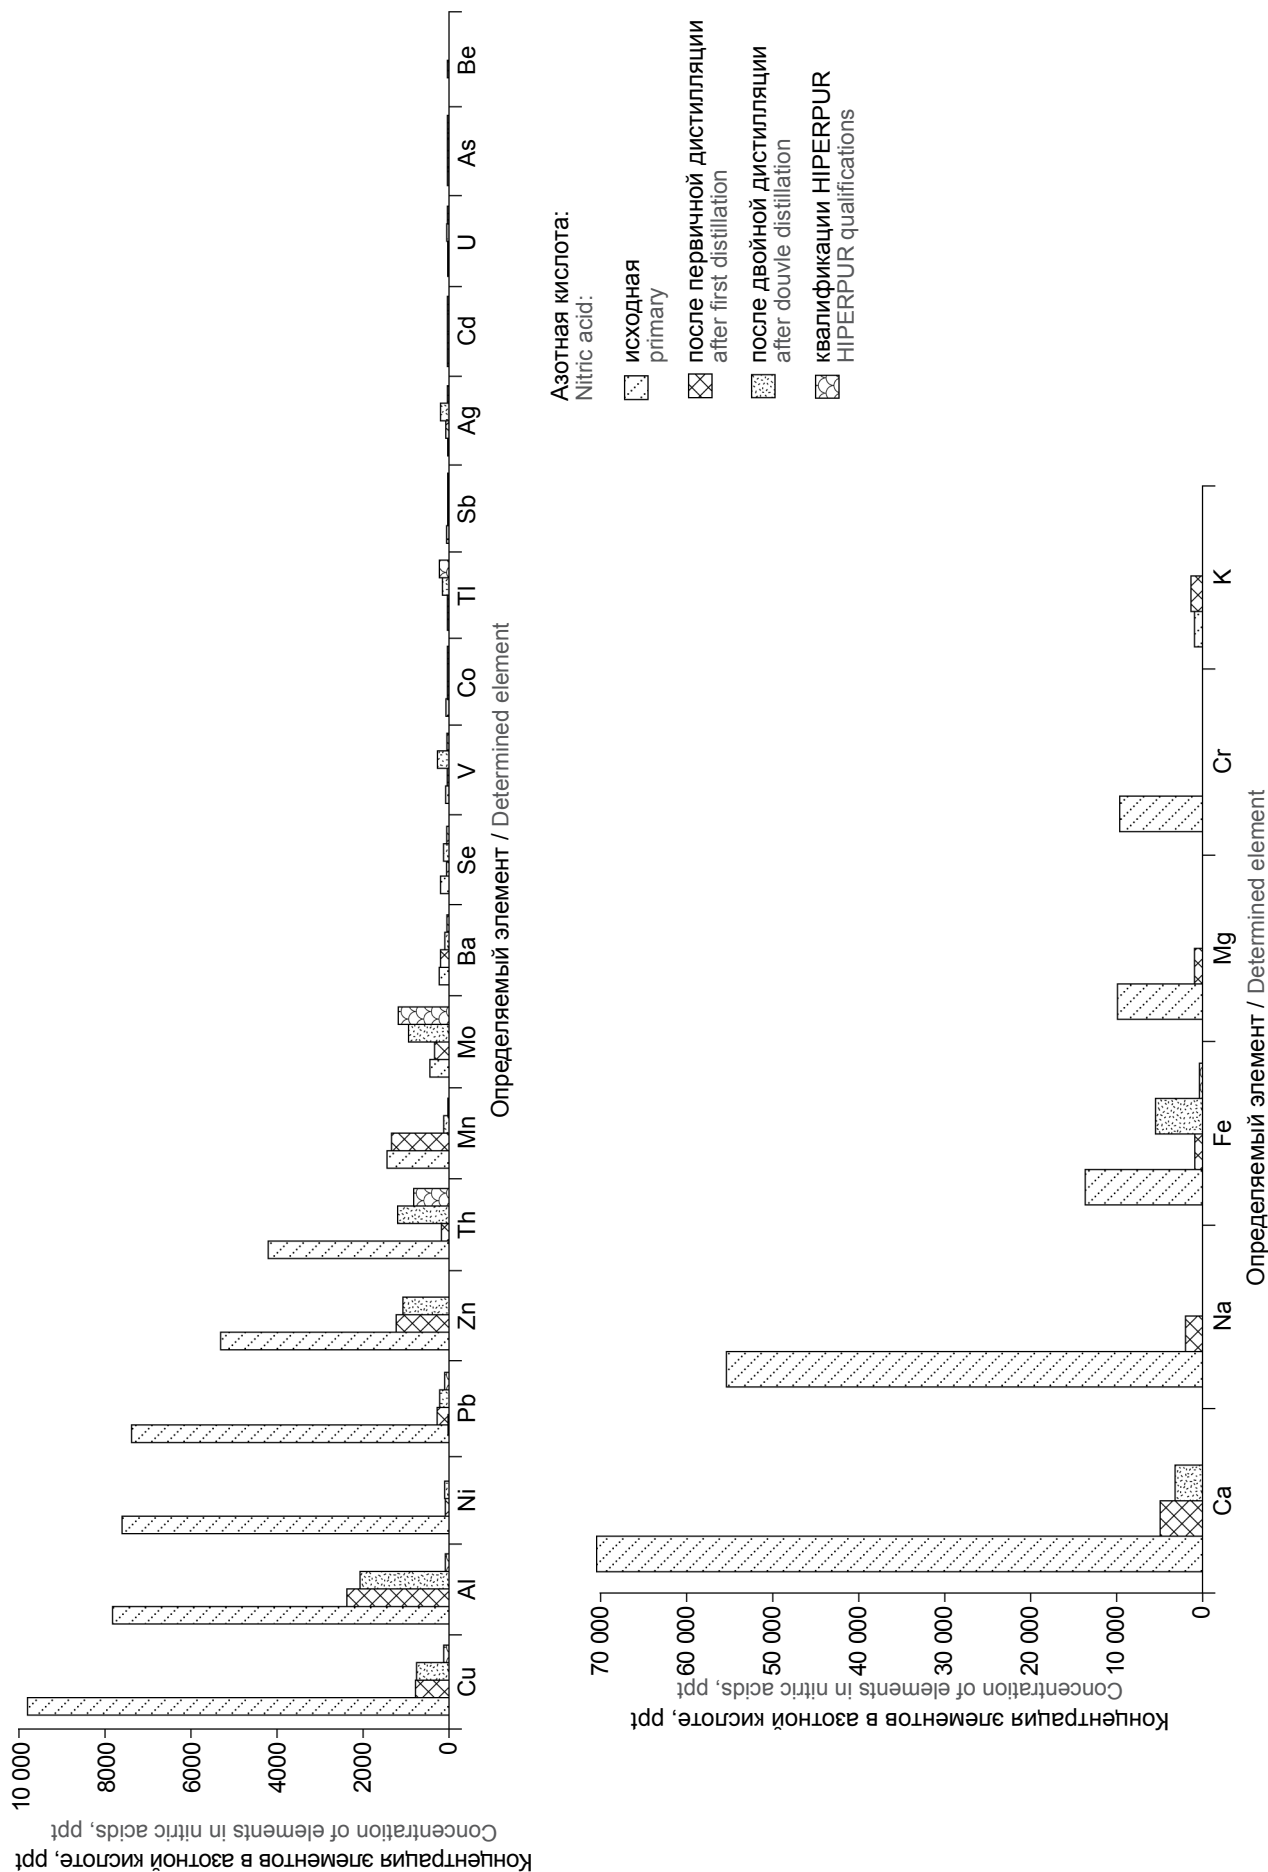 Концентрация элементов в азотной кислоте, ppt
Concentration of elements in nitric acids, ppt
10 000
8000
6000
4000
2000
0
Cu Al Ni Pb Zn Th Mn Mo Ba Se V Co Tl Sb Ag Cd U As Be
Определяемый элемент / Determined element
Азотная кислота:
Nitric acid:
исходная
primary
после первичной дистилляции
after first distillation
после двойной дистилляции
after douvle distillation
квалификации HIPERPUR
HIPERPUR qualifications
Концентрация элементов в азотной кислоте, ppt
Concentration of elements in nitric acids, ppt
70 000
60 000
50 000
40 000
30 000
20 000
10 000
0
Ca Na Fe Mg Cr K
Определяемый элемент / Determined element